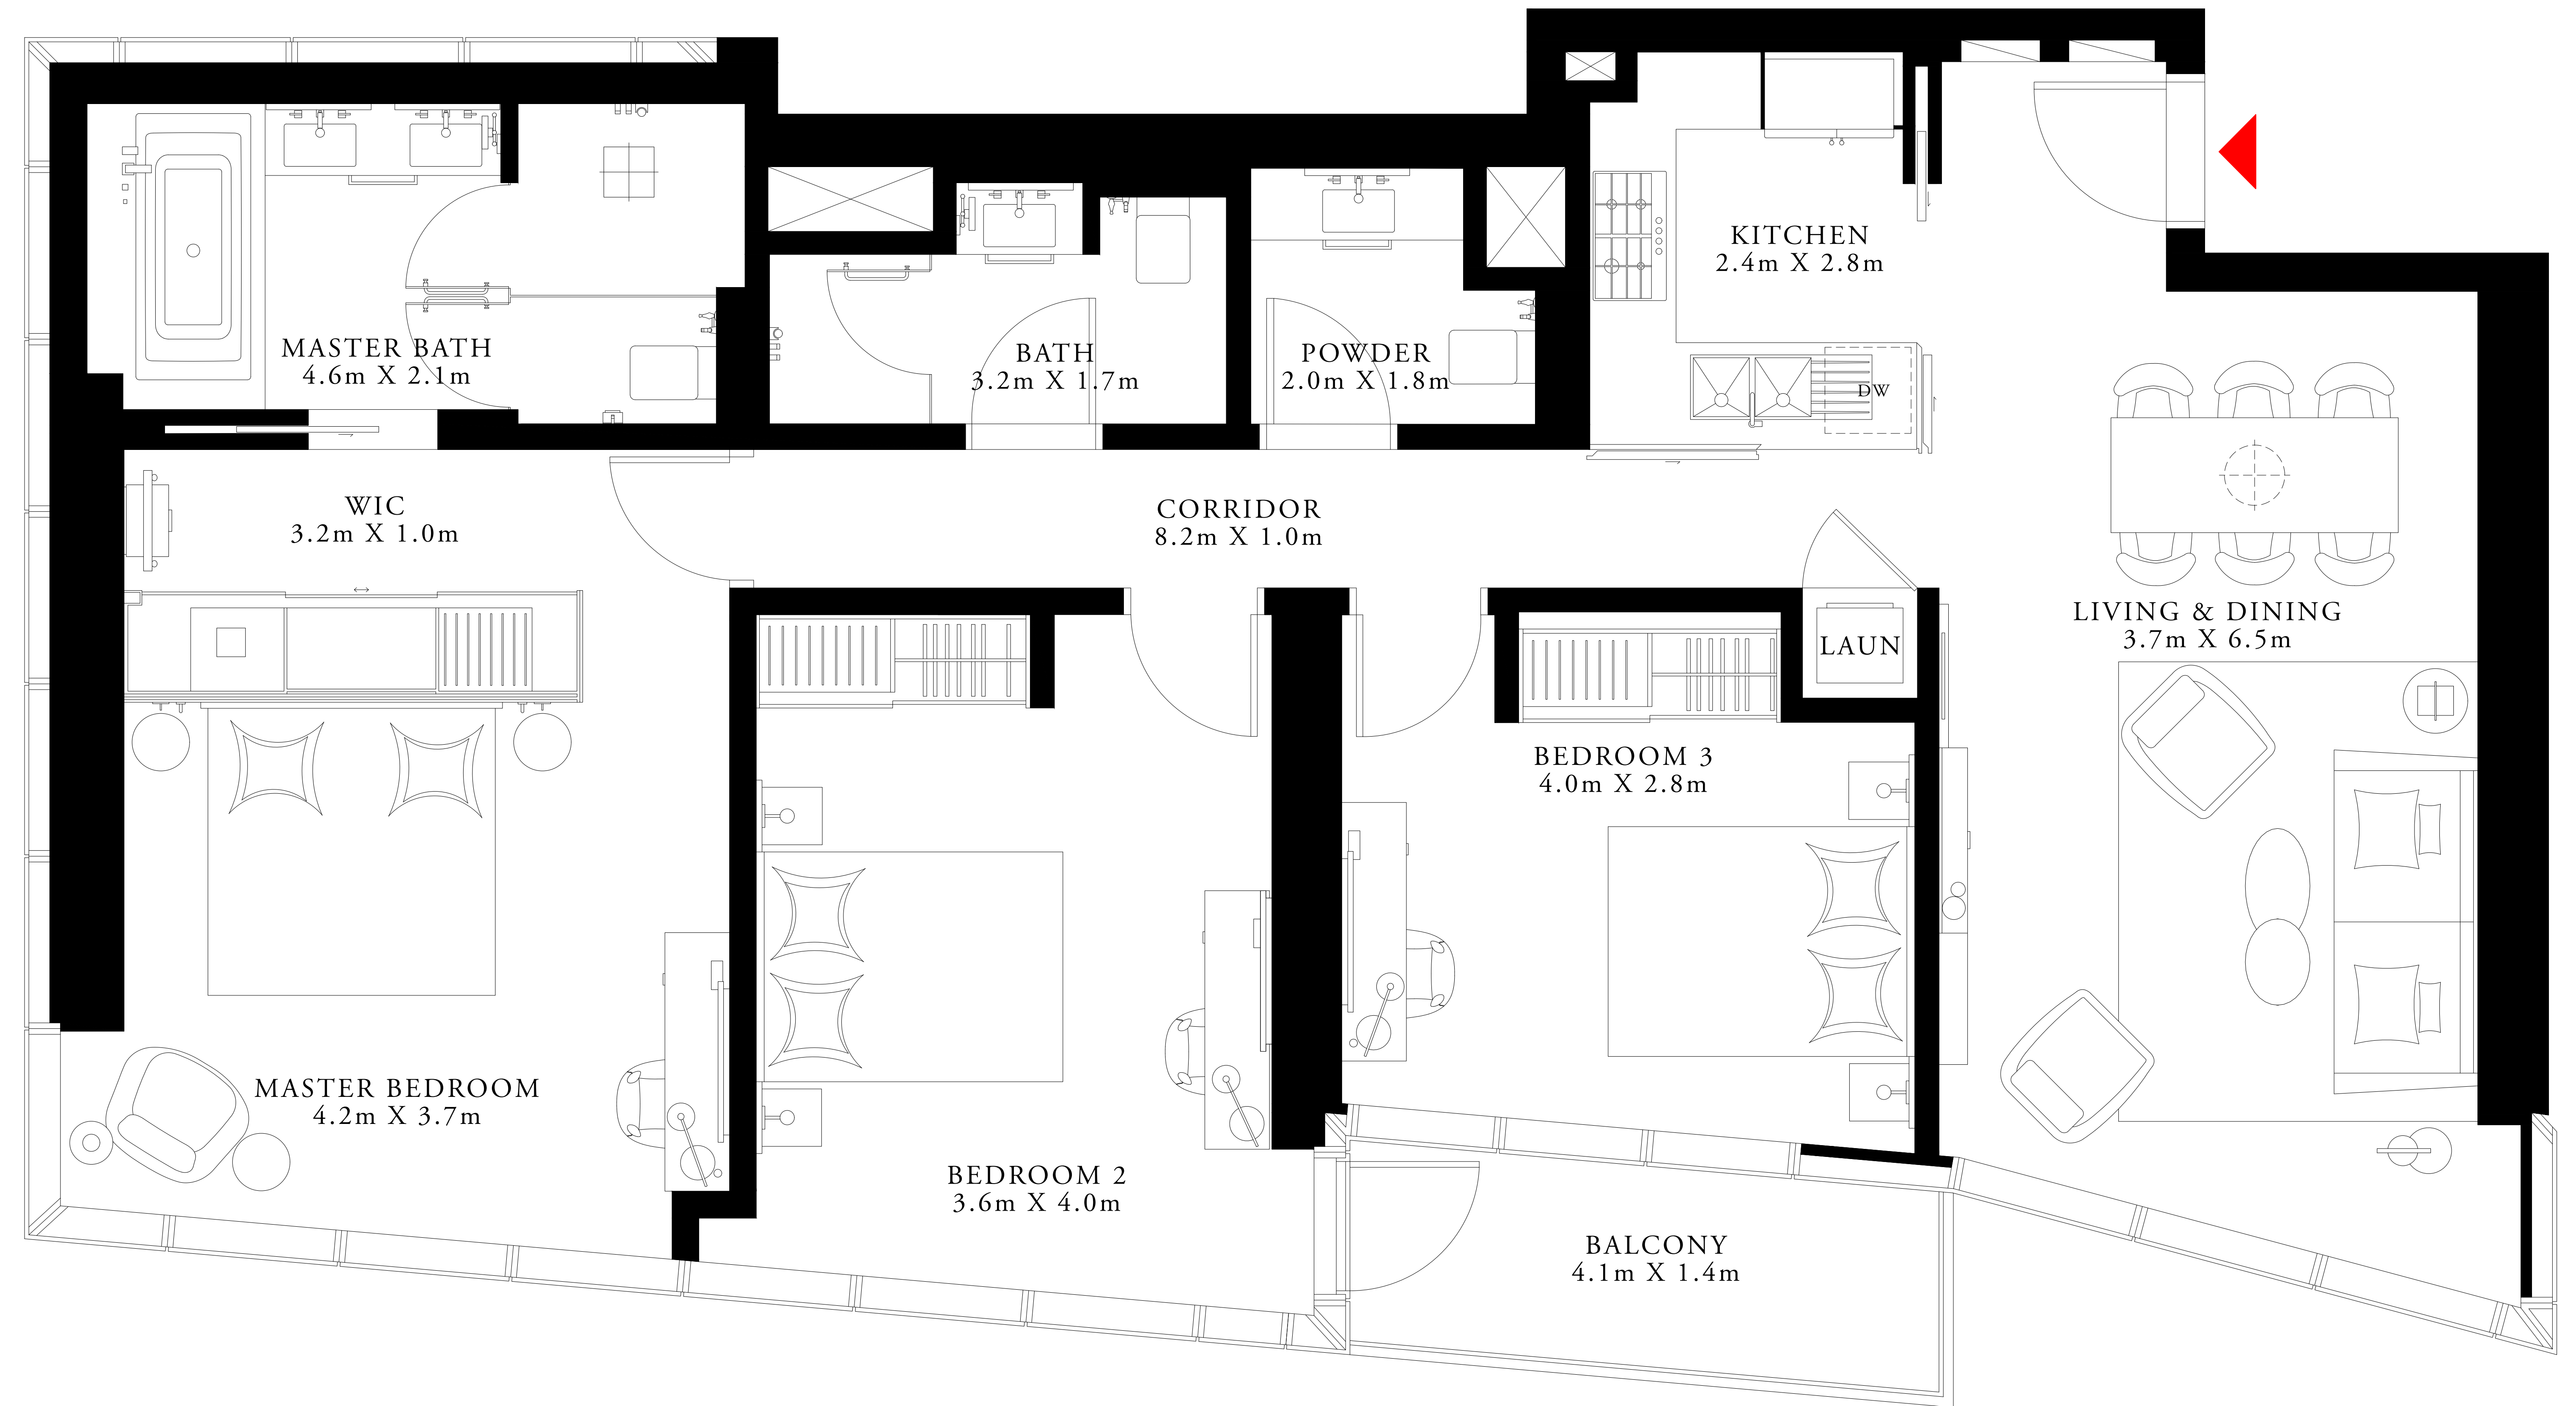 KITCHEN
2.4m X 2.8m
MASTER BATH
4.6m X 2.1m
BATH
3.2m X 1.7m
POWDER
2.0m X 1.8m
DW
WIC
3.2m X 1.0m
CORRIDOR
8.2m X 1.0m
LIVING & DINING
3.7m X 6.5m
LAUN
BEDROOM 3
4.0m X 2.8m
MASTER BEDROOM
4.2m X 3.7m
BEDROOM 2
3.6m X 4.0m
BALCONY
4.1m X 1.4m